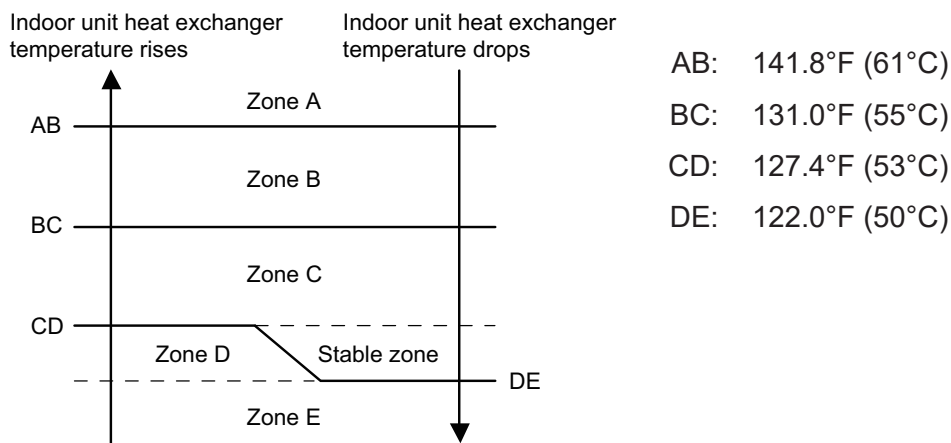 Indoor unit heat exchanger
temperature rises
Indoor unit heat exchanger
temperature drops
Zone A
AB
Zone B
BC
Zone C
CD
Zone D
Stable zone
DE
Zone E
AB: 141.8°F (61°C)
BC: 131.0°F (55°C)
CD: 127.4°F (53°C)
DE: 122.0°F (50°C)